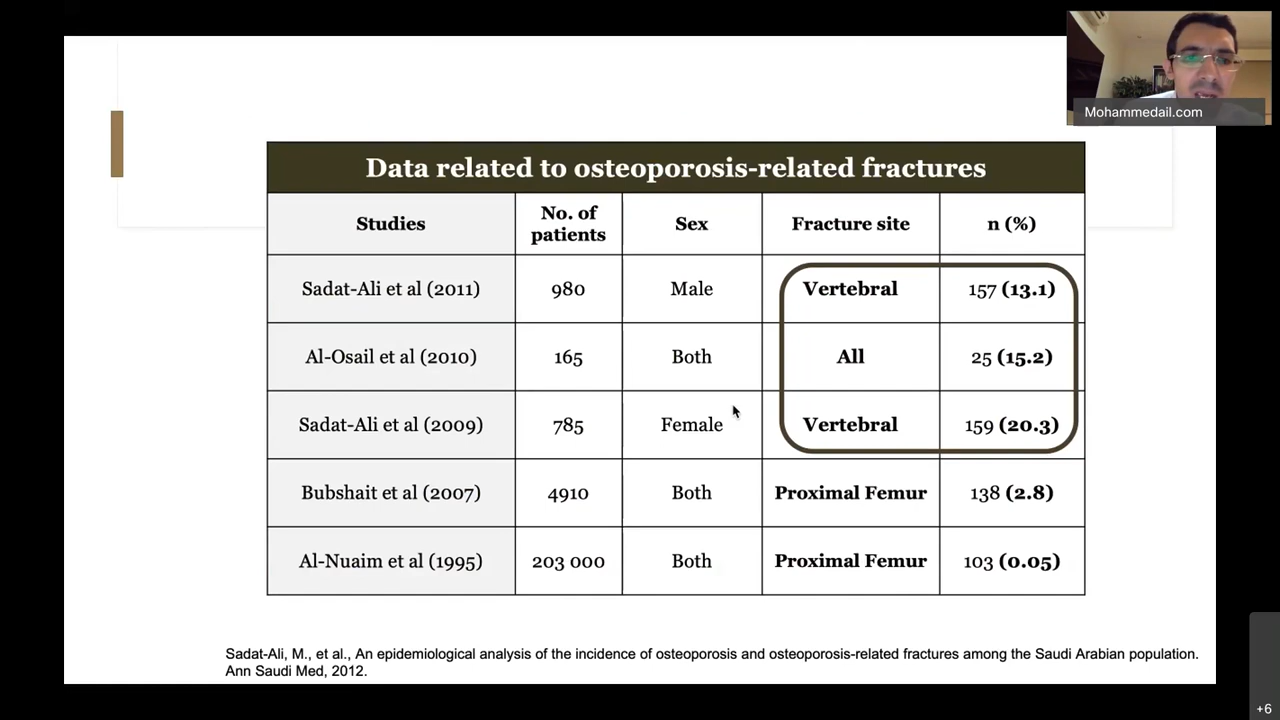 Mohammedail.com
Data related to osteoporosis-related fractures
Studies No. of patients Sex Fracture site n (%)
Sadat-Ali et al (2011) 980 Male Vertebral 157 (13.1)
Al-Osail et al (2010) 165 Both All 25 (15.2)
Sadat-Ali et al (2009) 785 Female Vertebral 159 (20.3)
Bubshait et al (2007) 4910 Both Proximal Femur 138 (2.8)
Al-Nuaim et al (1995) 203 000 Both Proximal Femur 103 (0.05)
Sadat-Ali, M., et al., An epidemiological analysis of the incidence of osteoporosis and osteoporosis-related fractures among the Saudi Arabian population.
Ann Saudi Med, 2012.
+6